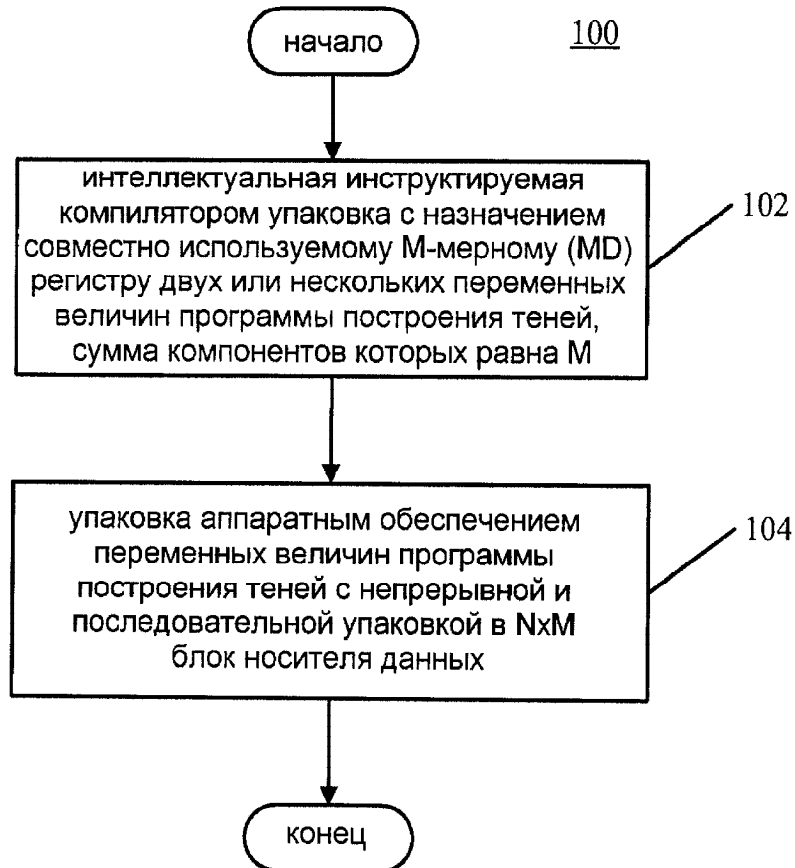 начало
100
интеллектуальная инструктируемая
компилятором упаковка с назначением
совместно используемому М-мерному (MD)
регистру двух или нескольких переменных
величин программы построения теней,
сумма компонентов которых равна М
102
упаковка аппаратным обеспечением
переменных величин программы
построения теней с непрерывной и
последовательной упаковкой в NxM
блок носителя данных
104
конец